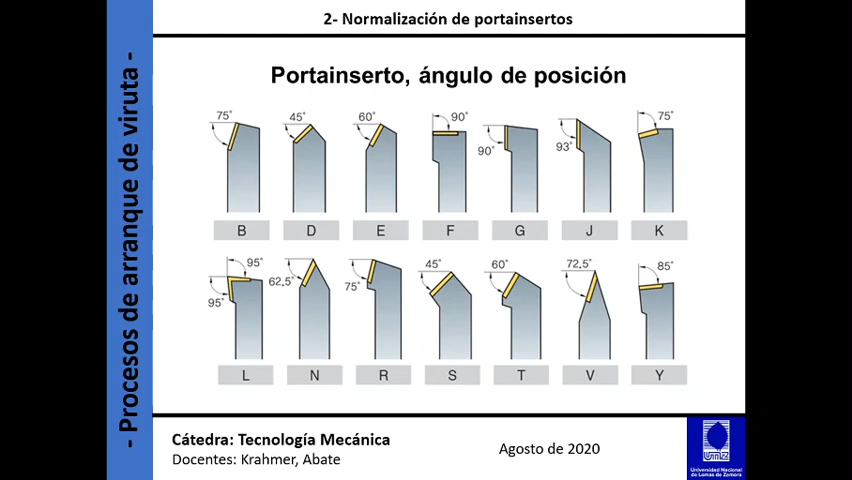 2- Normalización de portainsertos
Portainserto, ángulo de posición
75° 45° 60° 90° 90° 93° 75°
B D E F G J K
95° 95° 62,5° 75° 45° 60° 72,5° 85°
L N R S T V Y
- Procesos de arranque de viruta -
Cátedra: Tecnología Mecánica
Docentes: Krahmer, Abate
Agosto de 2020
Universidad Nacional
de Lomas de Zamora